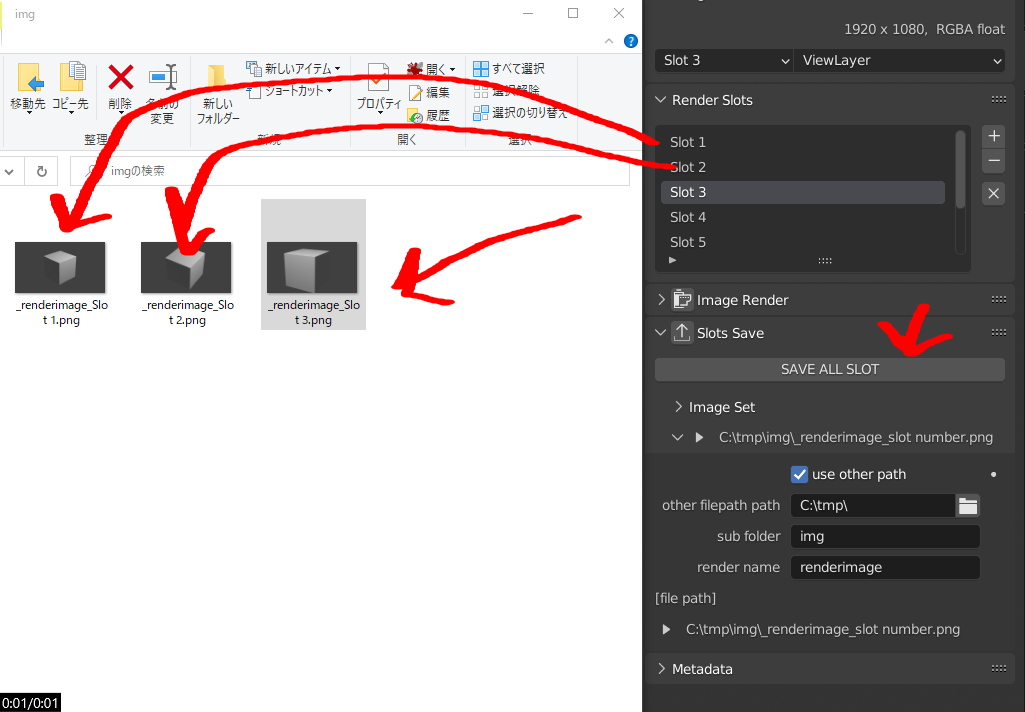 img
?
移動先
コピー先
削除
名前の
変更
整理
新しい
フォルダー
新しいアイテム
ショートカット
新規
プロパティ
開く
編集
履歴
開く
すべて選択
選択解除
選択の切り替え
選択
imgの検索
_renderimage_Slo
t 1.png
_renderimage_Slo
t 2.png
_renderimage_Slo
t 3.png
0:01/0:01
1920 x 1080, RGBA float
Slot 3
ViewLayer
Render Slots
Slot 1
Slot 2
Slot 3
Slot 4
Slot 5
Image Render
Slots Save
SAVE ALL SLOT
Image Set
C:\tmp\img\_renderimage_slot number.png
use other path
other filepath path
C:\tmp\
sub folder
img
render name
renderimage
[file path]
C:\tmp\img\_renderimage_slot number.png
Metadata